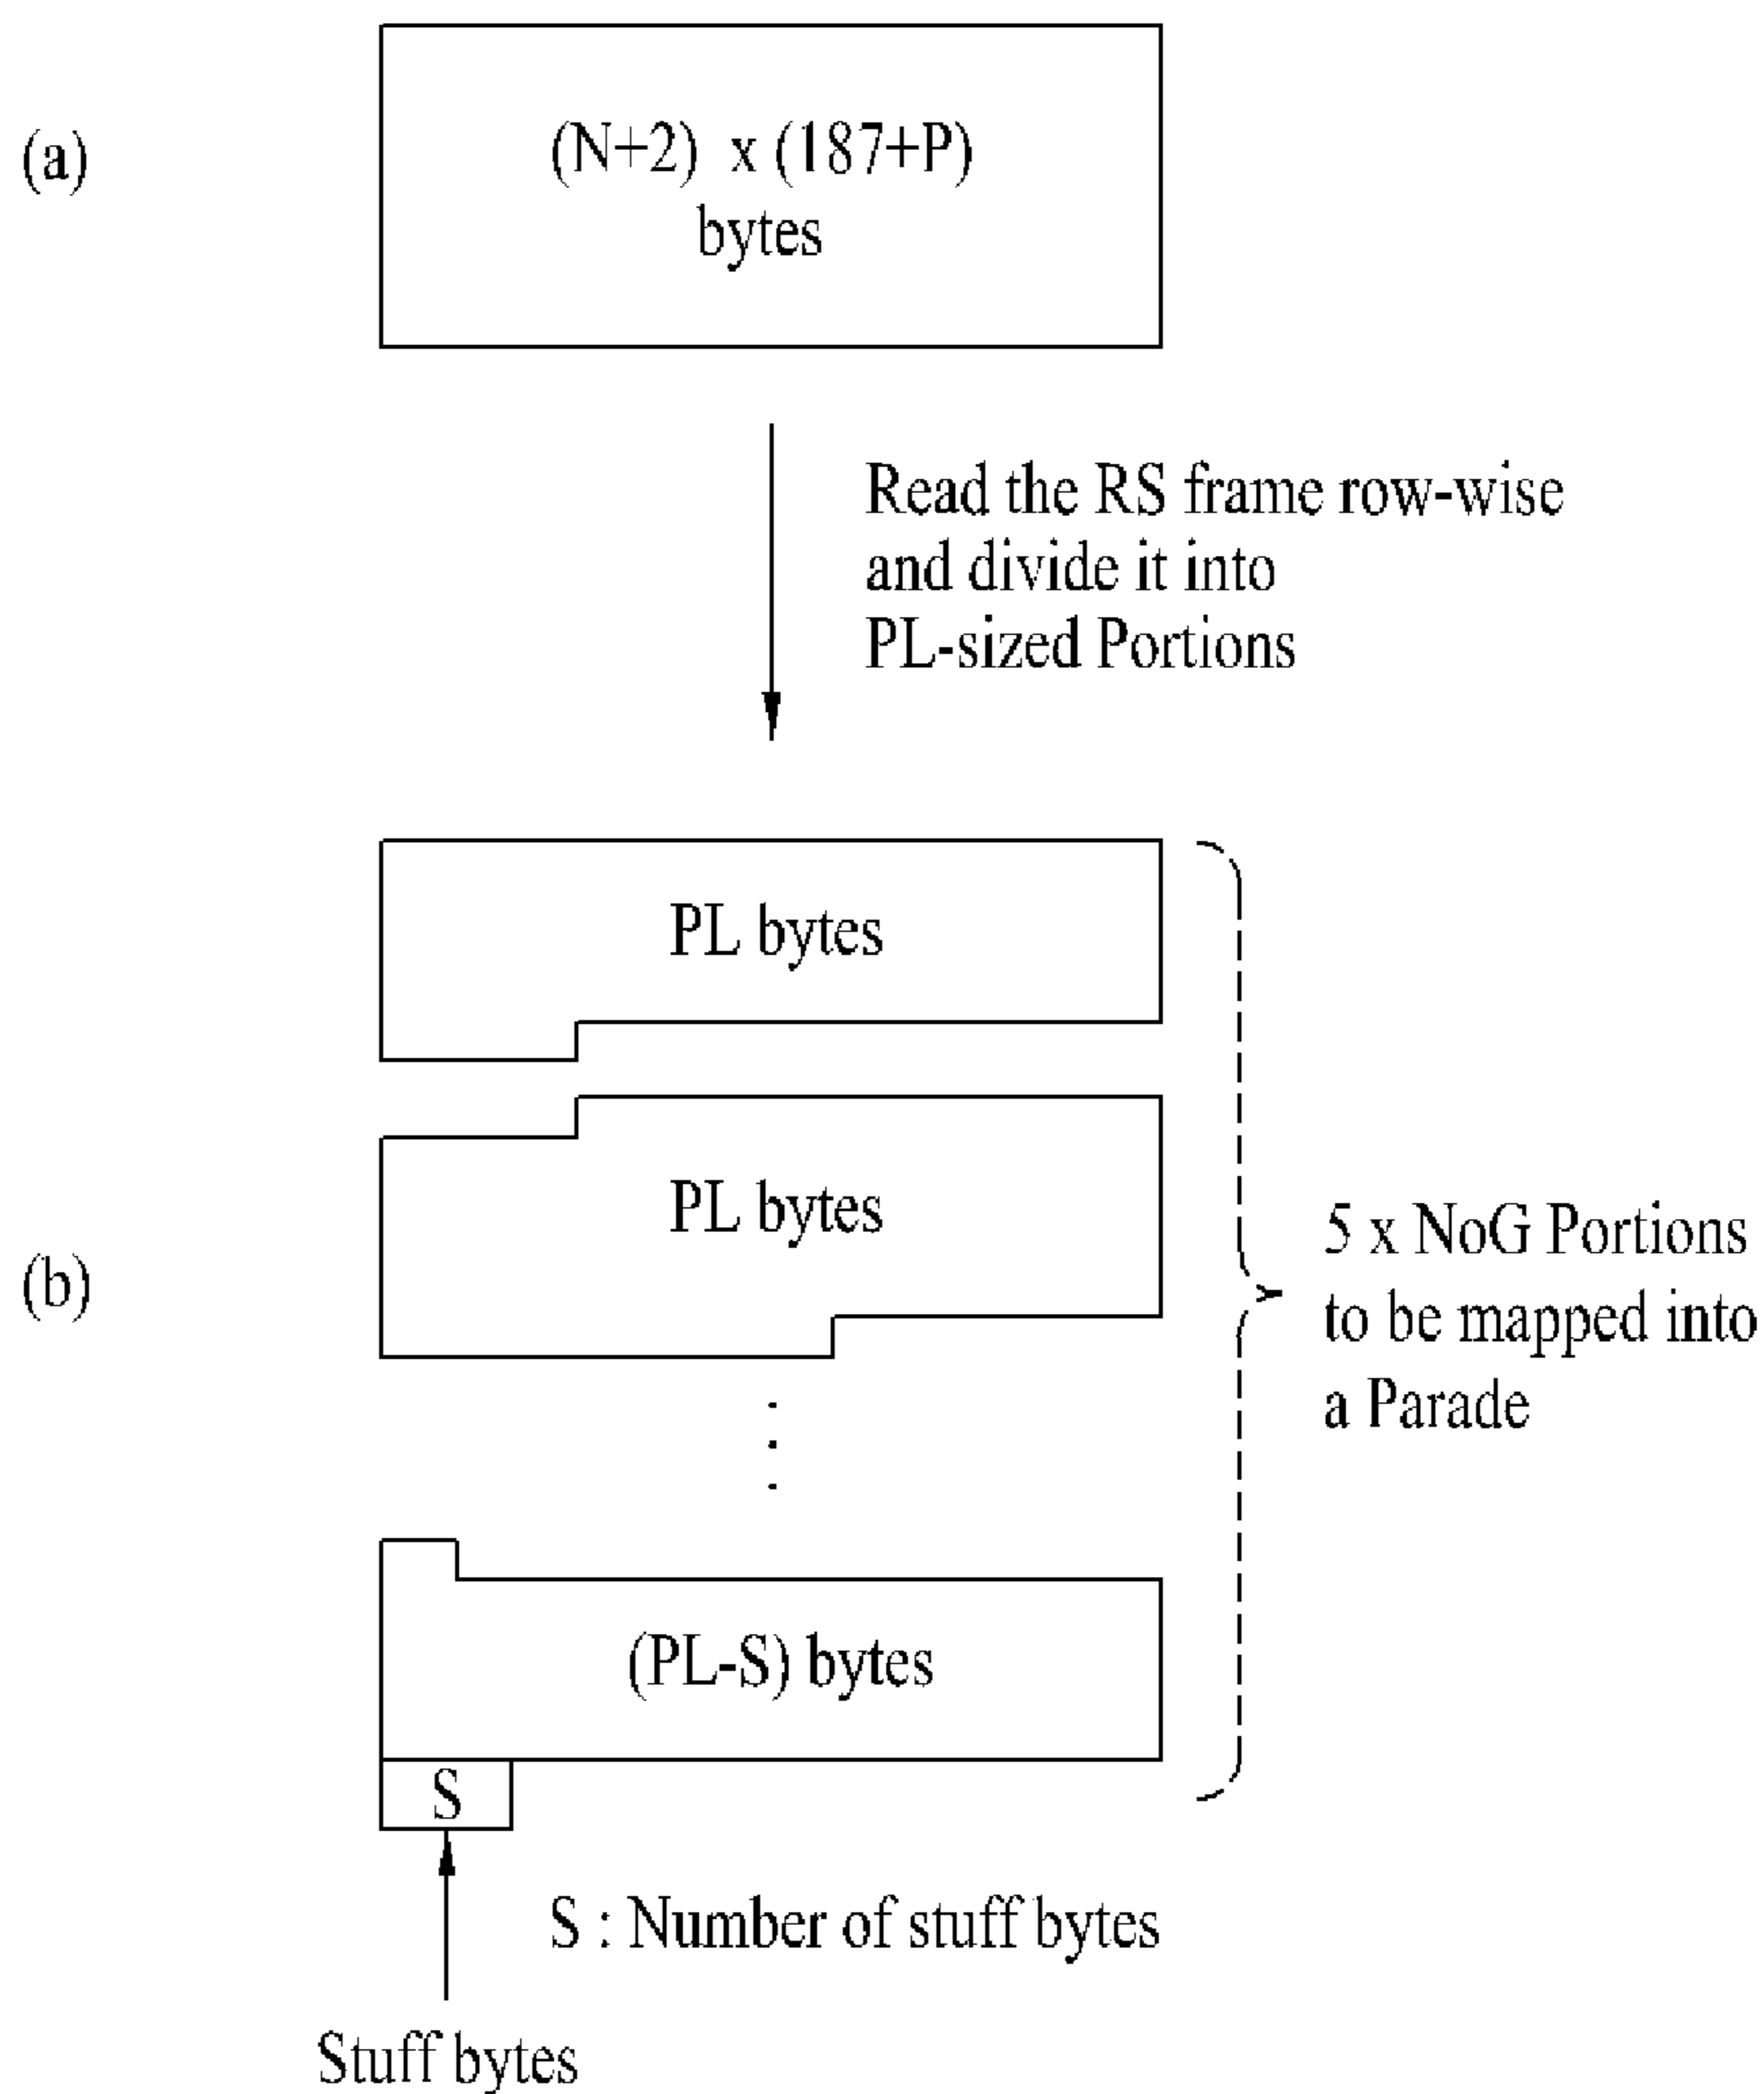 (a)
(N+2) x (187+P)
bytes
Read the RS frame row-wise
and divide it into
PL-sized Portions
PL bytes
PL bytes
(b)
5 x NoG Portions
to be mapped into
a Parade
(PL-S) bytes
S
S : Number of stuff bytes
Stuff bytes